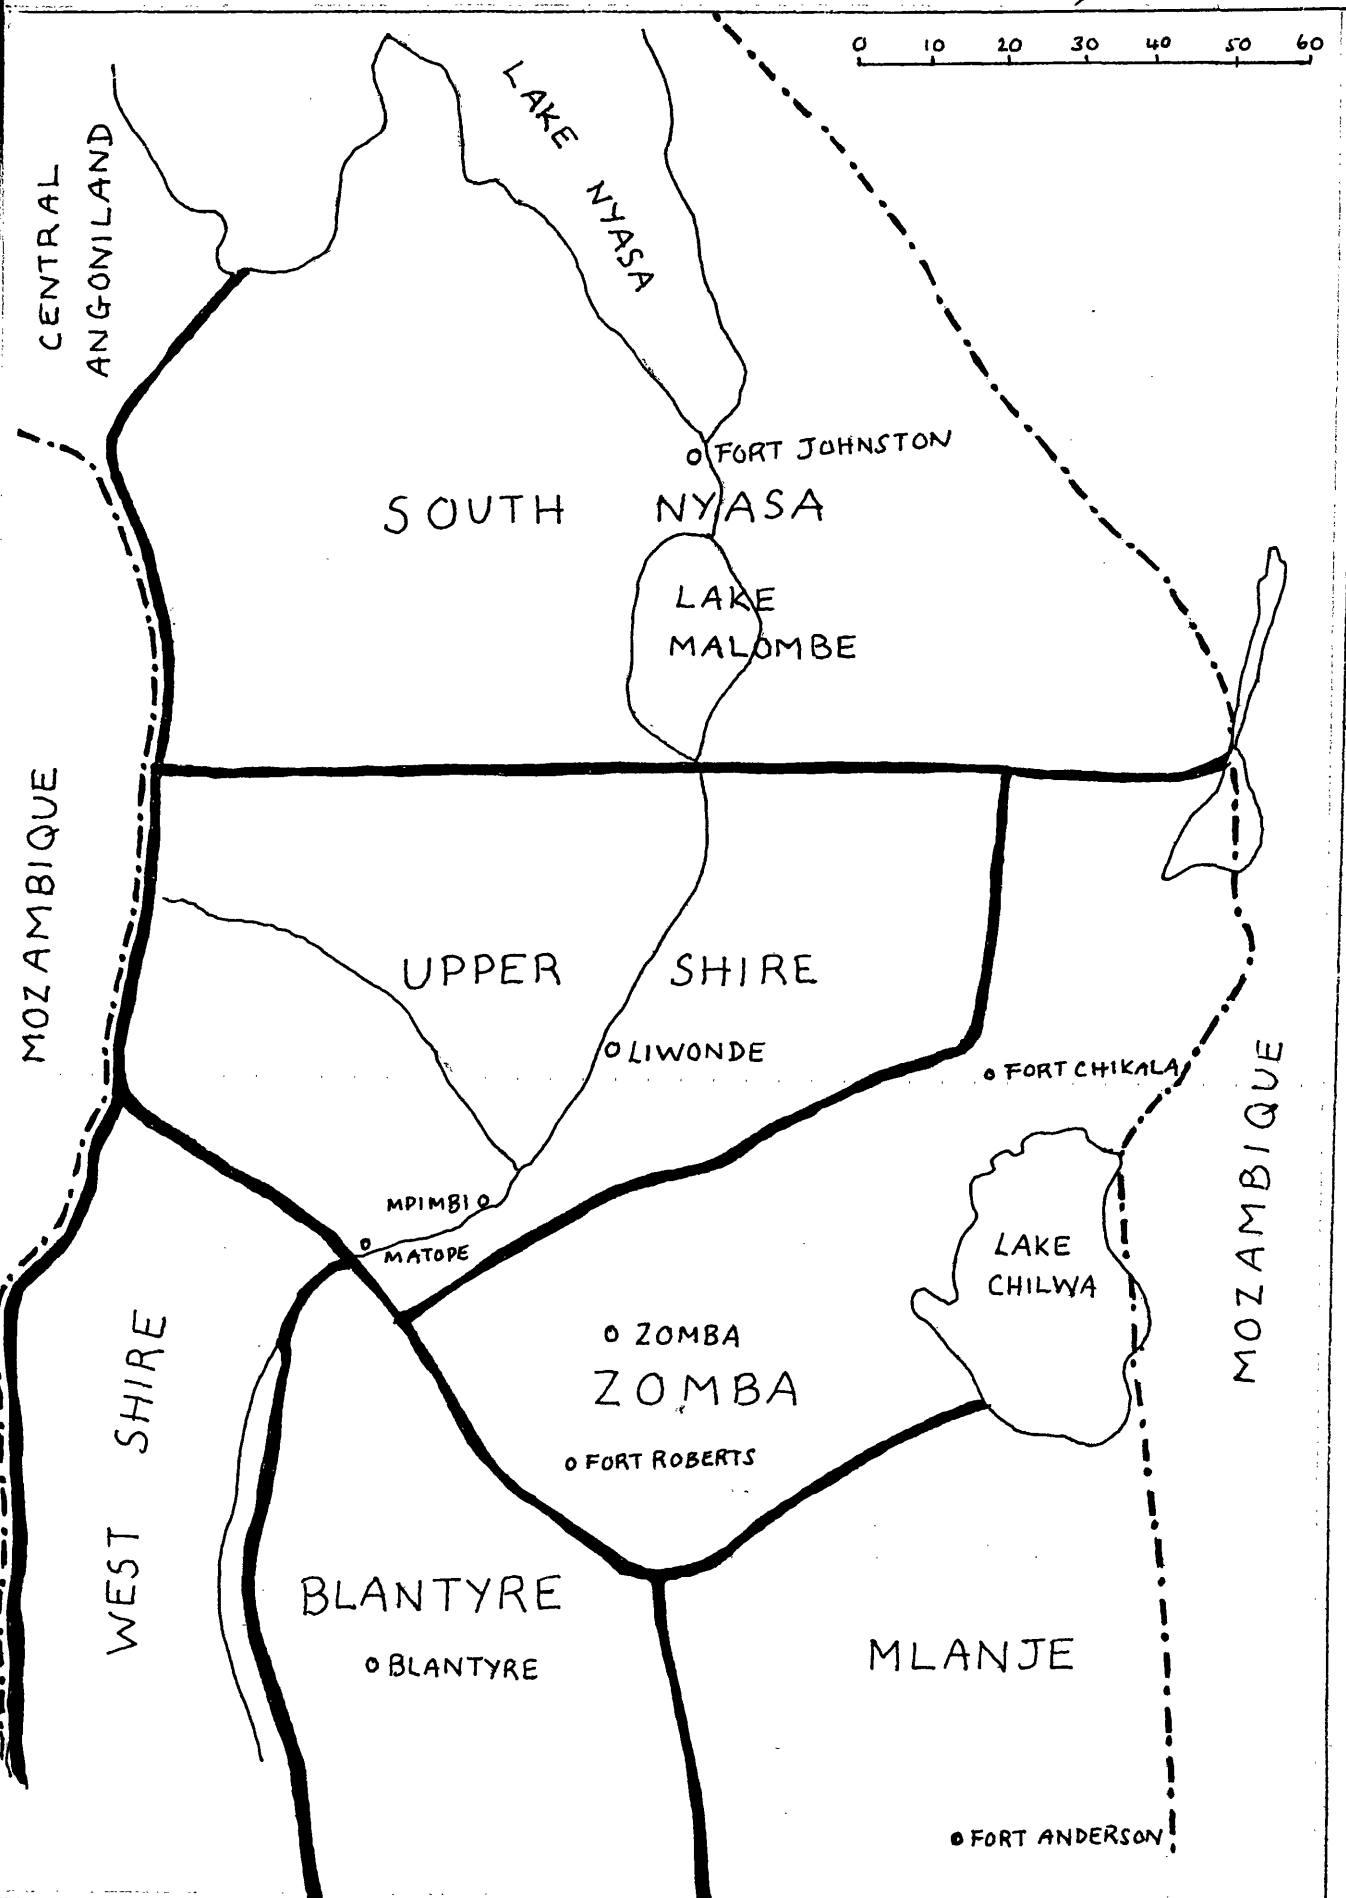 0 10 20 30 40 50 60
LAKE
NYASA
CENTRAL
ANGONILAND
FORT JOHNSTON
SOUTH NYASA
LAKE
MALOMBE
MOZAMBIQUE
UPPER SHIRE
LIWONDE
FORT CHIKALA
MOZAMBIQUE
MPIMBI
MATOPE
LAKE
CHILWA
ZOMBA
ZOMBA
FORT ROBERTS
WEST SHIRE
BLANTYRE
BLANTYRE
MLANJE
FORT ANDERSON